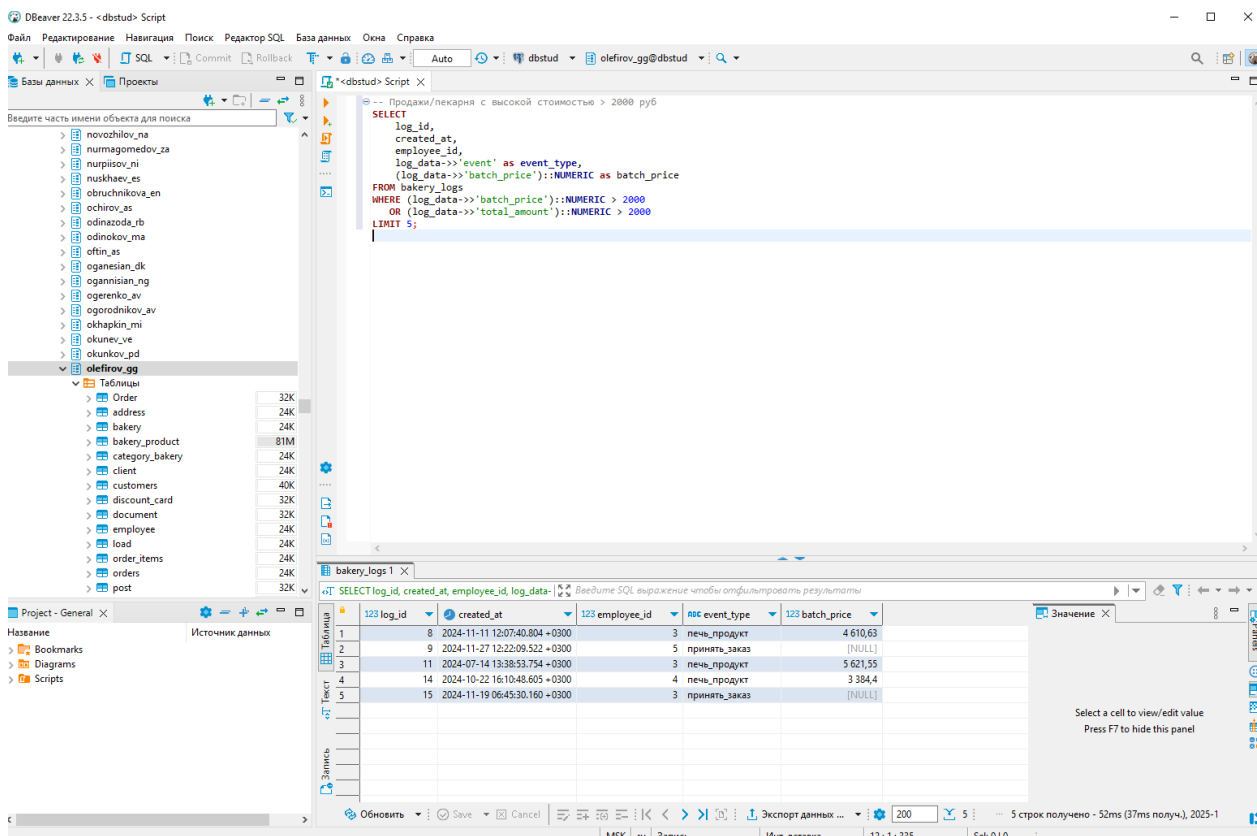 DBeaver 22.3.5 - <dbstud> Script
Файл Редактирование Навигация Поиск Редактор SQL Базы данных Окна Справка
SQL Commit Rollback Auto dbstud olefirov_gg@dbstud
Базы данных Проекты
*<dbstud> Script
Введите часть имени объекта для поиска
novozhilov_na
nurmagomedov_za
nurpiisov_ni
nuskhaev_es
obruchnikova_en
ochirov_as
odinazoda_rb
odinokov_ma
oftin_as
oganesian_dk
ogannisian_ng
ogerenko_av
ogorodnikov_av
okhapkin_mi
okunev_ve
okunkov_pd
olefirov_gg
Таблицы
Order 32K
address 24K
bakery 24K
bakery_product 81M
category_bakery 24K
client 24K
customers 40K
discount_card 32K
document 32K
employee 24K
load 24K
order_items 24K
orders 24K
post 32K
-- Продажи/пекарня с высокой стоимостью > 2000 руб
SELECT
log_id,
created_at,
employee_id,
log_data->>'event' as event_type,
(log_data->>'batch_price')::NUMERIC as batch_price
FROM bakery_logs
WHERE (log_data->>'batch_price')::NUMERIC > 2000
OR (log_data->>'total_amount')::NUMERIC > 2000
LIMIT 5;
Project - General
Название Источник данных
Bookmarks
Diagrams
Scripts
bakery_logs 1
SELECT log_id, created_at, employee_id, log_data- Введите SQL выражение чтобы отфильтровать результаты
Таблица
Текст
Запись
123 log_id created_at 123 employee_id ABC event_type 123 batch_price
1 8 2024-11-11 12:07:40.804 +0300 3 печь_продукт 4 610,63
2 9 2024-11-27 12:22:09.522 +0300 5 принять_заказ [NULL]
3 11 2024-07-14 13:38:53.754 +0300 3 печь_продукт 5 621,55
4 14 2024-10-22 16:10:48.605 +0300 4 печь_продукт 3 384,4
5 15 2024-11-19 06:45:30.160 +0300 3 принять_заказ [NULL]
Значение
Select a cell to view/edit value
Press F7 to hide this panel
Обновить Save Cancel Экспорт данных ... 200 5 5 строк получено - 52ms (37ms получ.), 2025-1